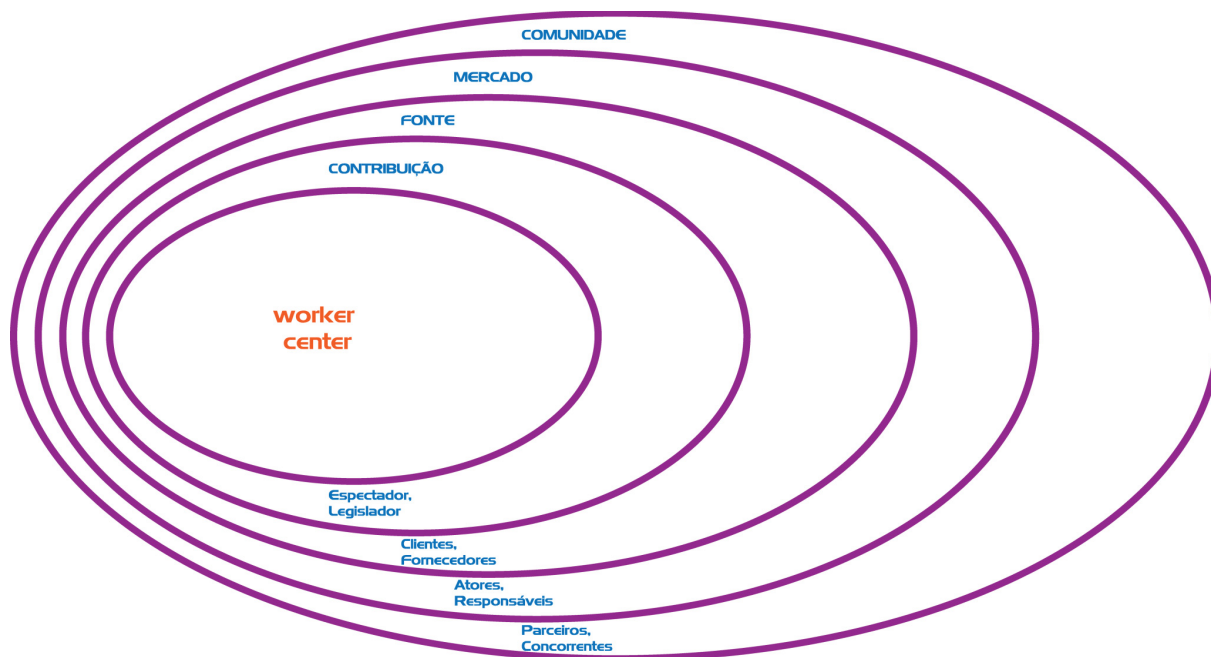 COMUNIDADE
MERCADO
FONTE
CONTRIBUIÇÃO
worker
center
Espectador,
Legislador
Clientes,
Fornecedores
Atores,
Responsáveis
Parceiros,
Concorrentes